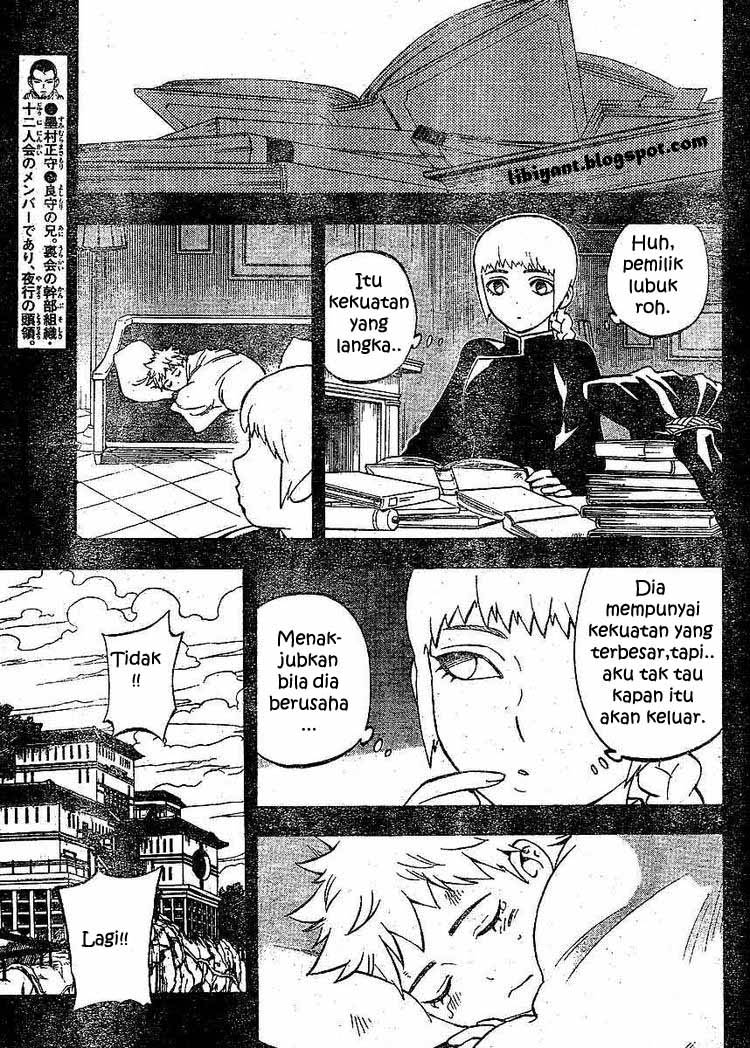 libiyant.blogspot.com
●墨村正守●良守の兄。裏会の幹部組織・
十二人会のメンバーであり、夜行の頭領。
Huh,
pemilik
lubuk
roh.
Itu
kekuatan
yang
langka..
Dia
mempunyai
kekuatan yang
terbesar,tapi..
aku tak tau
kapan itu
akan keluar.
Menak-
jubkan
bila dia
berusaha
...
Tidak
!!
Lagi!!